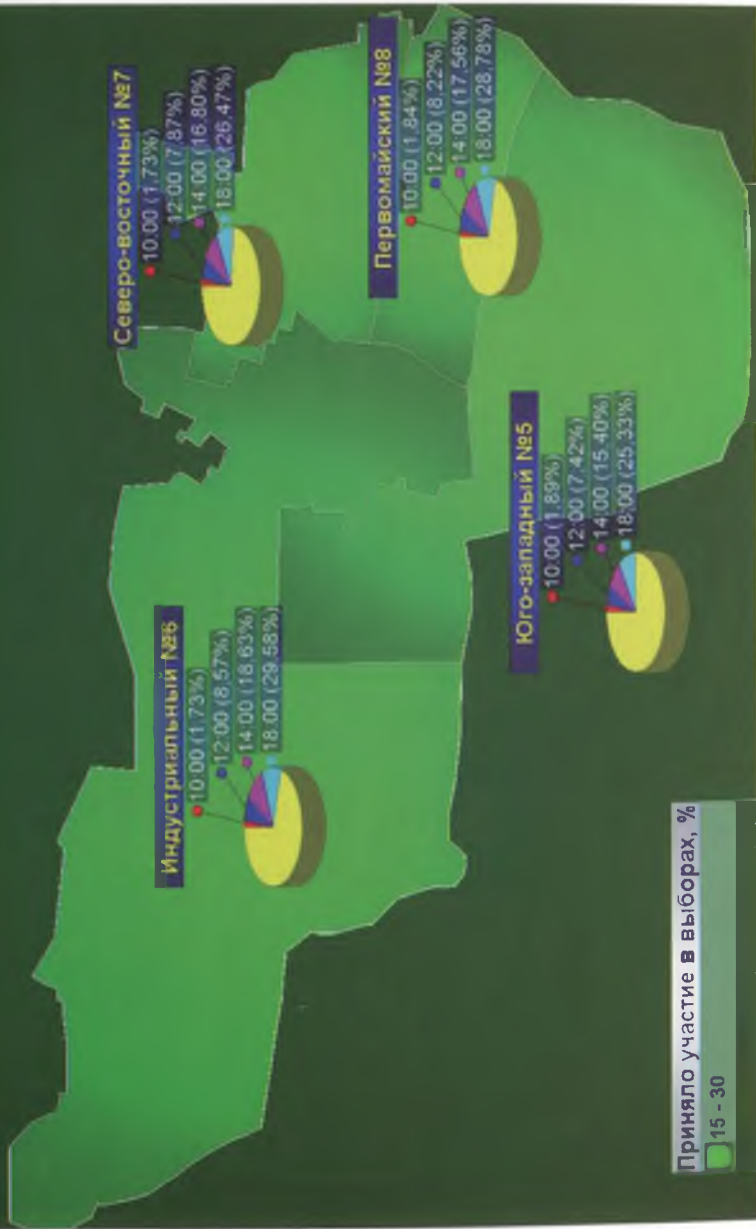 Северо-восточный №7
10:00 (1.73%)
12:00 (7.87%)
14:00 (16.80%)
18:00 (26.47%)
Первомайский №8
10:00 (1.84%)
12:00 (8.22%)
14:00 (17.56%)
18:00 (28.78%)
Индустриальный №6
10:00 (1.73%)
12:00 (8.57%)
14:00 (18.63%)
18:00 (29.58%)
Юго-западный №5
10:00 (1.89%)
12:00 (7.42%)
14:00 (15.40%)
18:00 (25.33%)
Приняло участие в выборах, %
15 - 30